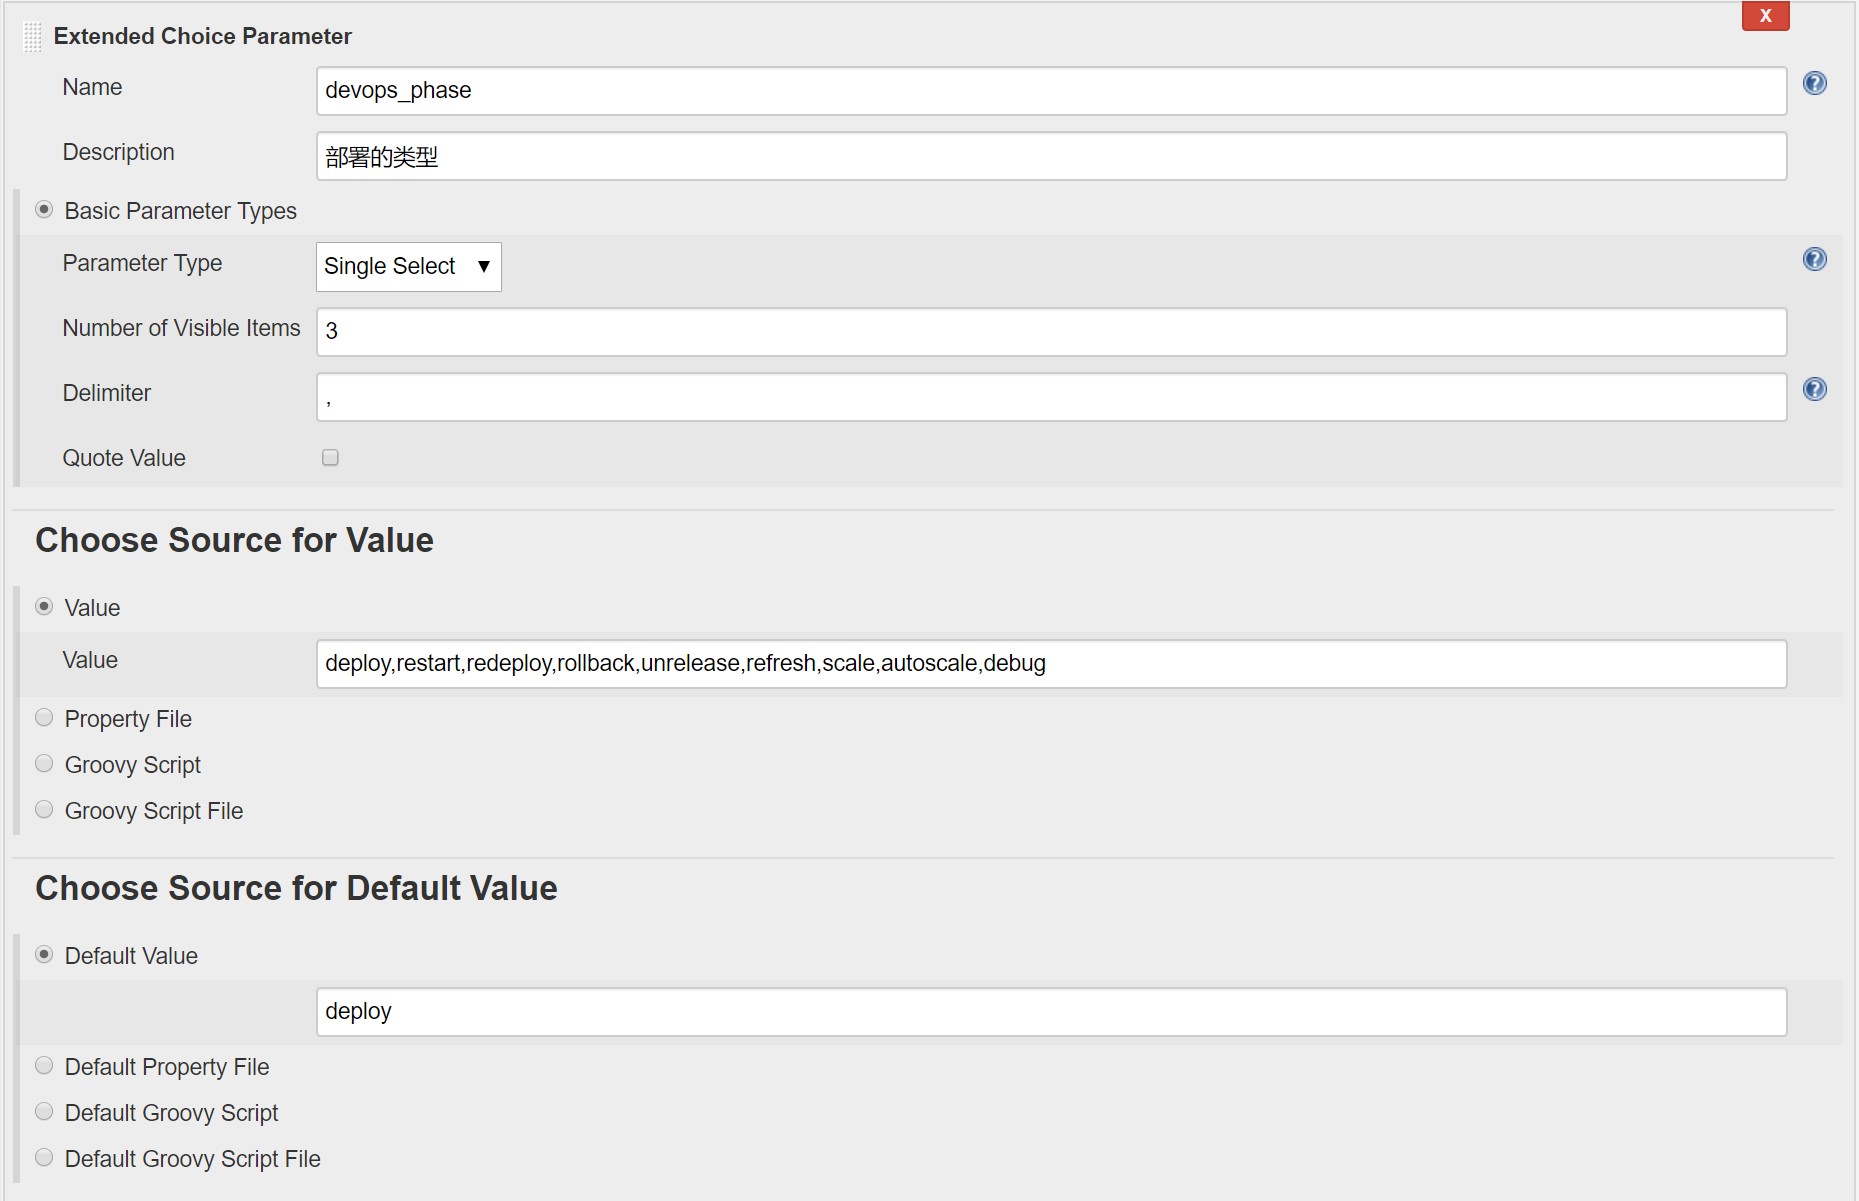 X
Extended Choice Parameter
Name
devops_phase
Description
部署的类型
Basic Parameter Types
Parameter Type
Single Select
Number of Visible Items
3
Delimiter
,
Quote Value
Choose Source for Value
Value
Value
deploy,restart,redeploy,rollback,unrelease,refresh,scale,autoscale,debug
Property File
Groovy Script
Groovy Script File
Choose Source for Default Value
Default Value
deploy
Default Property File
Default Groovy Script
Default Groovy Script File